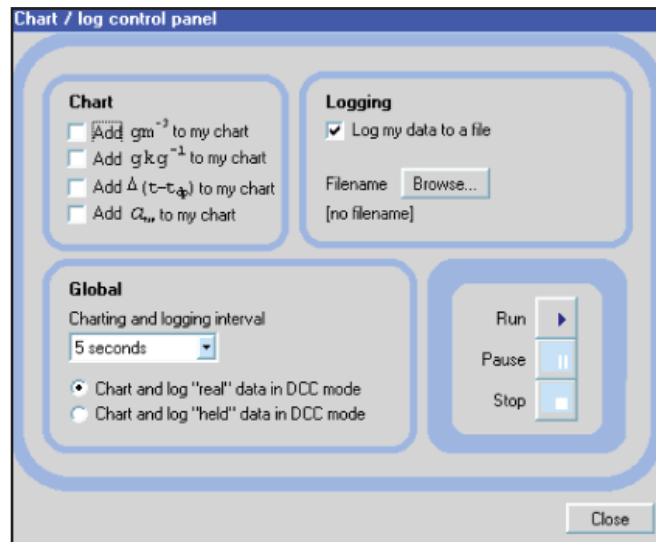 Chart / log control panel
Chart
Add gm⁻³ to my chart
Add gkg⁻¹ to my chart
Add Δ(t-t_dp) to my chart
Add a_w to my chart
Logging
Log my data to a file
Filename Browse...
[no filename]
Global
Charting and logging interval
5 seconds
Chart and log "real" data in DCC mode
Chart and log "held" data in DCC mode
Run
Pause
Stop
Close